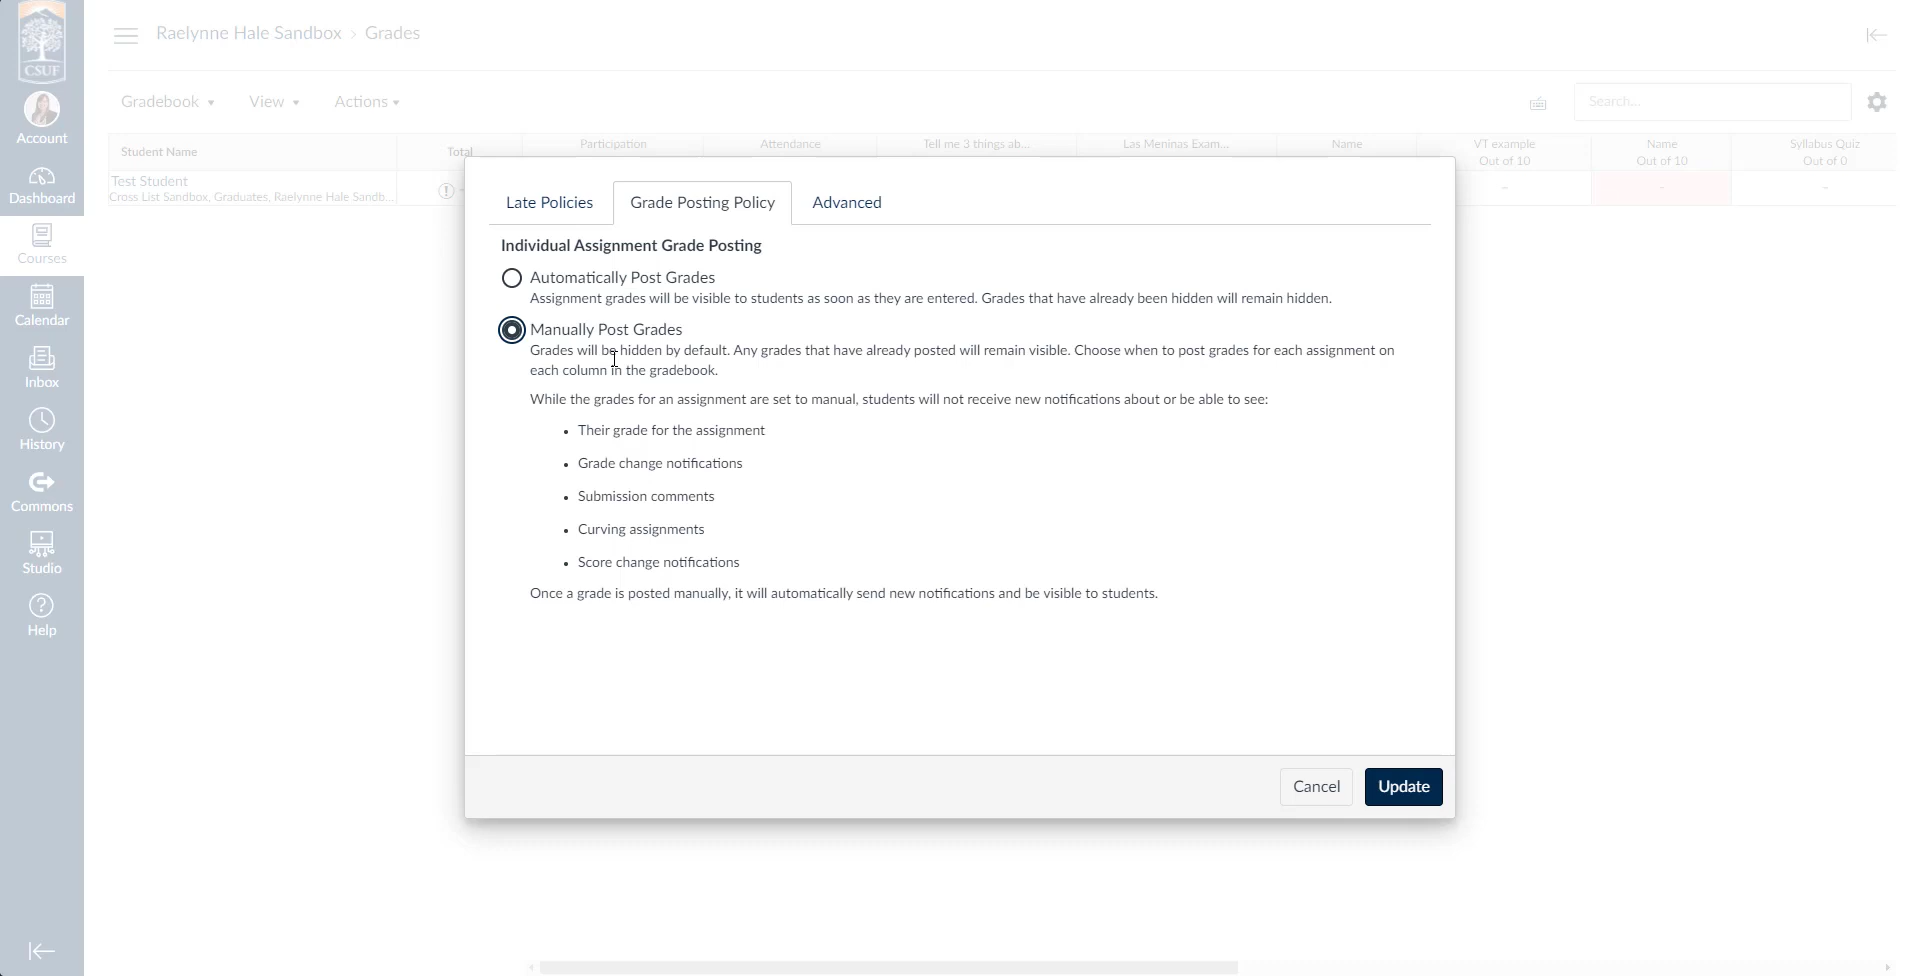 CSUF
Account
Dashboard
Courses
Calendar
Inbox
History
Commons
Studio
Help
Raelynne Hale Sandbox › Grades
Gradebook ▾ View ▾ Actions ▾
Search...
Student Name
Total
Participation
Attendance
Tell me 3 things ab...
Las Meninas Exam...
Name
VT example
Out of 10
Name
Out of 10
Syllabus Quiz
Out of 0
Test Student
Cross List Sandbox, Graduates, Raelynne Hale Sandb...
Late Policies
Grade Posting Policy
Advanced
Individual Assignment Grade Posting
Automatically Post Grades
Assignment grades will be visible to students as soon as they are entered. Grades that have already been hidden will remain hidden.
Manually Post Grades
Grades will be hidden by default. Any grades that have already posted will remain visible. Choose when to post grades for each assignment on
each column in the gradebook.
While the grades for an assignment are set to manual, students will not receive new notifications about or be able to see:
• Their grade for the assignment
• Grade change notifications
• Submission comments
• Curving assignments
• Score change notifications
Once a grade is posted manually, it will automatically send new notifications and be visible to students.
Cancel
Update